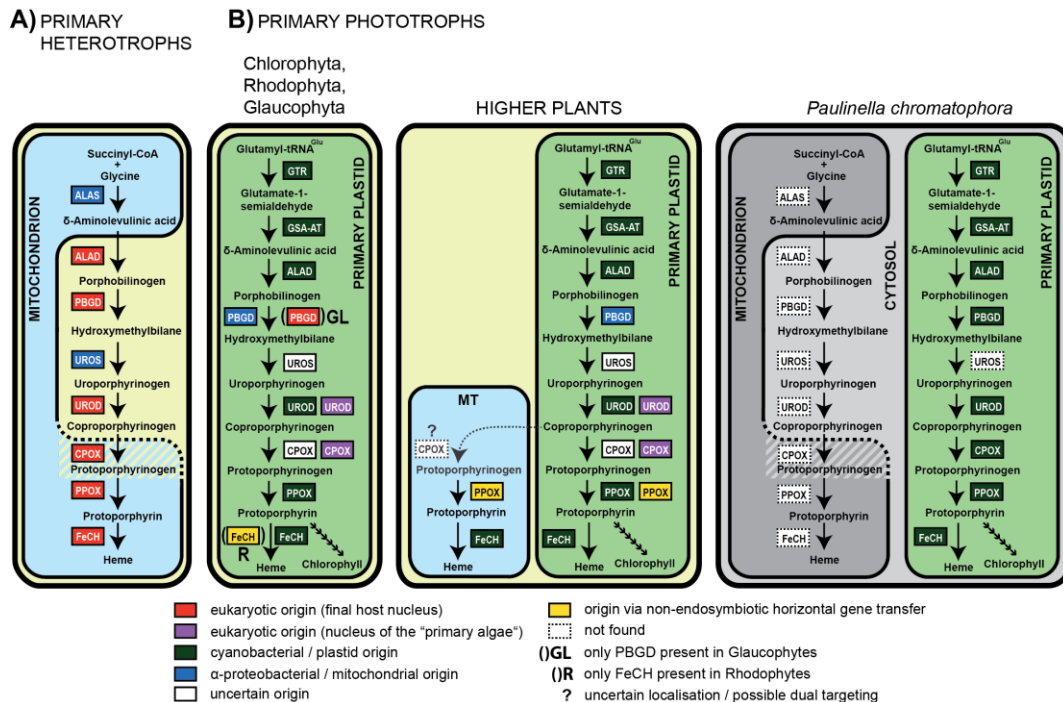 A) PRIMARY
HETEROTROPHS
B) PRIMARY PHOTOTROPHS
Chlorophyta,
Rhodophyta,
Glaucophyta
HIGHER PLANTS
Paulinella chromatophora
MITOCHONDRION
Succinyl-CoA
+
Glycine
ALAS
δ-Aminolevulinic acid
ALAD
Porphobilinogen
PBGD
Hydroxymethylbilane
UROS
Uroporphyrinogen
UROD
Coproporphyrinogen
CPOX
Protoporphyrinogen
PPOX
Protoporphyrin
FeCH
Heme
PRIMARY PLASTID
Glutamyl-tRNA Glu
GTR
Glutamate-1-
semialdehyde
GSA-AT
δ-Aminolevulinic acid
ALAD
Porphobilinogen
PBGD (PBGD)GL
Hydroxymethylbilane
UROS
Uroporphyrinogen
UROD UROD
Coproporphyrinogen
CPOX CPOX
Protoporphyrinogen
PPOX
Protoporphyrin
(FeCH) FeCH
R
Heme Chlorophyll
MT
?
CPOX
Protoporphyrinogen
PPOX
Protoporphyrin
FeCH
Heme
PRIMARY PLASTID
Glutamyl-tRNA Glu
GTR
Glutamate-1-
semialdehyde
GSA-AT
δ-Aminolevulinic acid
ALAD
Porphobilinogen
PBGD
Hydroxymethylbilane
UROS
Uroporphyrinogen
UROD UROD
Coproporphyrinogen
CPOX CPOX
Protoporphyrinogen
PPOX PPOX
Protoporphyrin
FeCH
Heme Chlorophyll
MITOCHONDRION
CYTOSOL
Succinyl-CoA
+
Glycine
ALAS
δ-Aminolevulinic acid
ALAD
Porphobilinogen
PBGD
Hydroxymethylbilane
UROS
Uroporphyrinogen
UROD
Coproporphyrinogen
CPOX
Protoporphyrinogen
PPOX
Protoporphyrin
FeCH
Heme
PRIMARY PLASTID
Glutamyl-tRNA Glu
GTR
Glutamate-1-
semialdehyde
GSA-AT
δ-Aminolevulinic acid
ALAD
Porphobilinogen
PBGD
Hydroxymethylbilane
UROS
Uroporphyrinogen
UROD
Coproporphyrinogen
CPOX
Protoporphyrinogen
PPOX
Protoporphyrin
FeCH
Heme Chlorophyll
eukaryotic origin (final host nucleus)
eukaryotic origin (nucleus of the "primary algae")
cyanobacterial / plastid origin
α-proteobacterial / mitochondrial origin
uncertain origin
origin via non-endosymbiotic horizontal gene transfer
not found
()GL only PBGD present in Glaucophytes
()R only FeCH present in Rhodophytes
? uncertain localisation / possible dual targeting